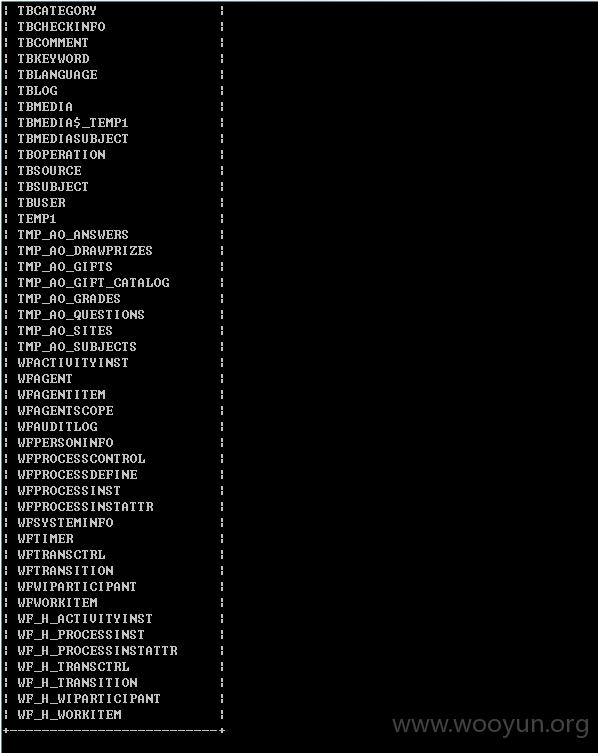 ¦ TBCATEGORY ¦
¦ TBCHECKINFO ¦
¦ TBCOMMENT ¦
¦ TBKEYWORD ¦
¦ TBLANGUAGE ¦
¦ TBLOG ¦
¦ TBMEDIA ¦
¦ TBMEDIA$_TEMP1 ¦
¦ TBMEDIASUBJECT ¦
¦ TBOPERATION ¦
¦ TBSOURCE ¦
¦ TBSUBJECT ¦
¦ TBUSER ¦
¦ TEMP1 ¦
¦ TMP_AO_ANSWERS ¦
¦ TMP_AO_DRAWPRIZES ¦
¦ TMP_AO_GIFTS ¦
¦ TMP_AO_GIFT_CATALOG ¦
¦ TMP_AO_GRADES ¦
¦ TMP_AO_QUESTIONS ¦
¦ TMP_AO_SITES ¦
¦ TMP_AO_SUBJECTS ¦
¦ WFACTIVITYINST ¦
¦ WFAGENT ¦
¦ WFAGENTITEM ¦
¦ WFAGENTSCOPE ¦
¦ WFAUDITLOG ¦
¦ WFPERSONINFO ¦
¦ WFPROCESSCONTROL ¦
¦ WFPROCESSDEFINE ¦
¦ WFPROCESSINST ¦
¦ WFPROCESSINSTATTR ¦
¦ WFSYSTEMINFO ¦
¦ WFTIMER ¦
¦ WFTRANSCTRL ¦
¦ WFTRANSITION ¦
¦ WFWIPARTICIPANT ¦
¦ WFWORKITEM ¦
¦ WF_H_ACTIVITYINST ¦
¦ WF_H_PROCESSINST ¦
¦ WF_H_PROCESSINSTATTR ¦
¦ WF_H_TRANSCTRL ¦
¦ WF_H_TRANSITION ¦
¦ WF_H_WIPARTICIPANT ¦
¦ WF_H_WORKITEM ¦
+--------------------------+
www.wooyun.org